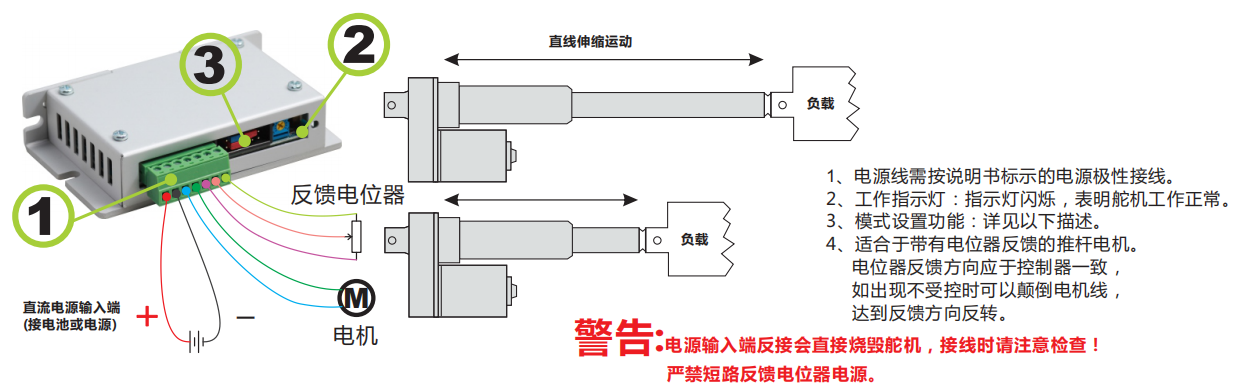 3
2
1
直线伸缩运动
负载
反馈电位器
负载
M
电机
直流电源输入端
(接电池或电源)
+
−
1、电源线需按说明书标示的电源极性接线。
2、工作指示灯：指示灯闪烁，表明舵机工作正常。
3、模式设置功能：详见以下描述。
4、适合于带有电位器反馈的推杆电机。
电位器反馈方向应于控制器一致，
如出现不受控时可以颠倒电机线，
达到反馈方向反转。
警告:电源输入端反接会直接烧毁舵机，接线时请注意检查！
严禁短路反馈电位器电源。